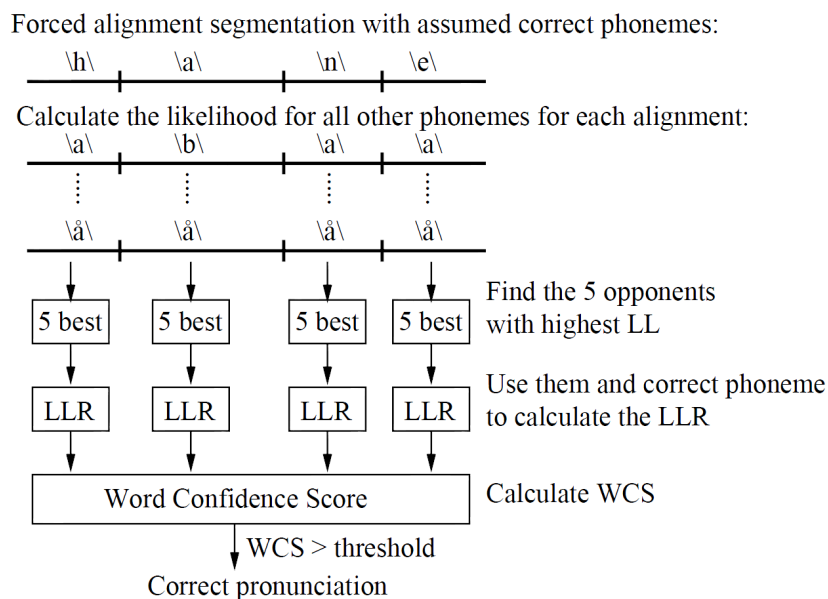 Forced alignment segmentation with assumed correct phonemes:
\h\ \a\ \n\ \e\
Calculate the likelihood for all other phonemes for each alignment:
\a\ \b\ \a\ \a\
\å\ \å\ \å\ \å\
5 best 5 best 5 best 5 best
Find the 5 opponents
with highest LL
LLR LLR LLR LLR
Use them and correct phoneme
to calculate the LLR
Word Confidence Score
Calculate WCS
WCS > threshold
Correct pronunciation